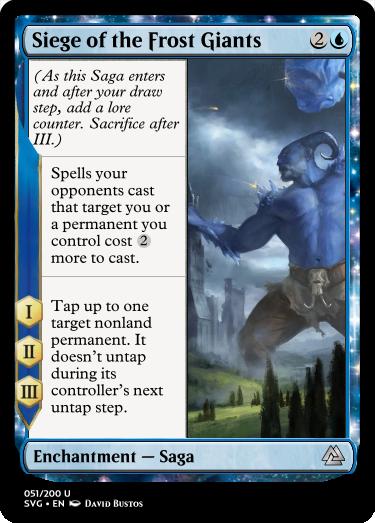 Siege of the Frost Giants 2
(As this Saga enters
and after your draw
step, add a lore
counter. Sacrifice after
III.)
Spells your
opponents cast
that target you or
a permanent you
control cost 2
more to cast.
I
II
III
Tap up to one
target nonland
permanent. It
doesn't untap
during its
controller's next
untap step.
Enchantment — Saga
051/200 U
SVG • EN David Bustos